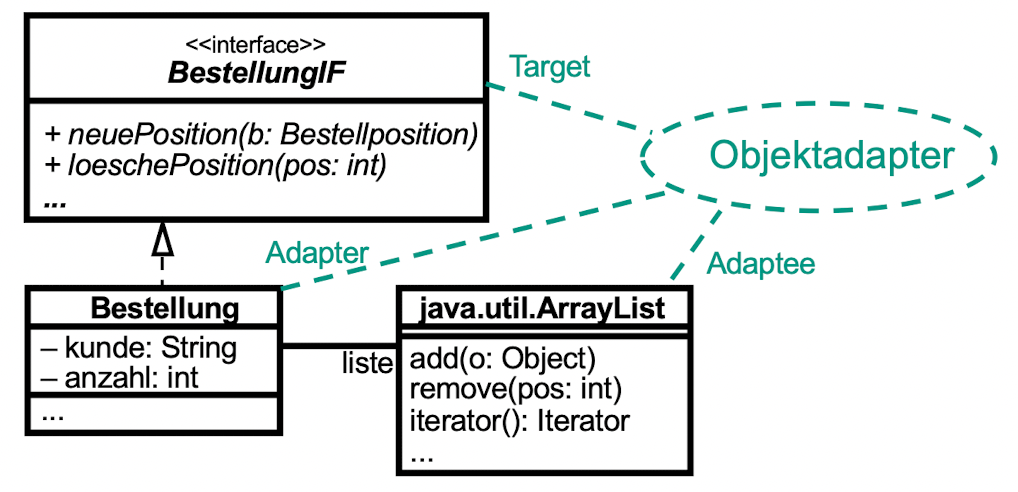 <<interface>>
BestellungIF
+ neuePosition(b: Bestellposition)
+ loeschePosition(pos: int)
...
Target
Objektadapter
Adapter
Adaptee
Bestellung
– kunde: String
– anzahl: int
...
liste
java.util.ArrayList
add(o: Object)
remove(pos: int)
iterator(): Iterator
...